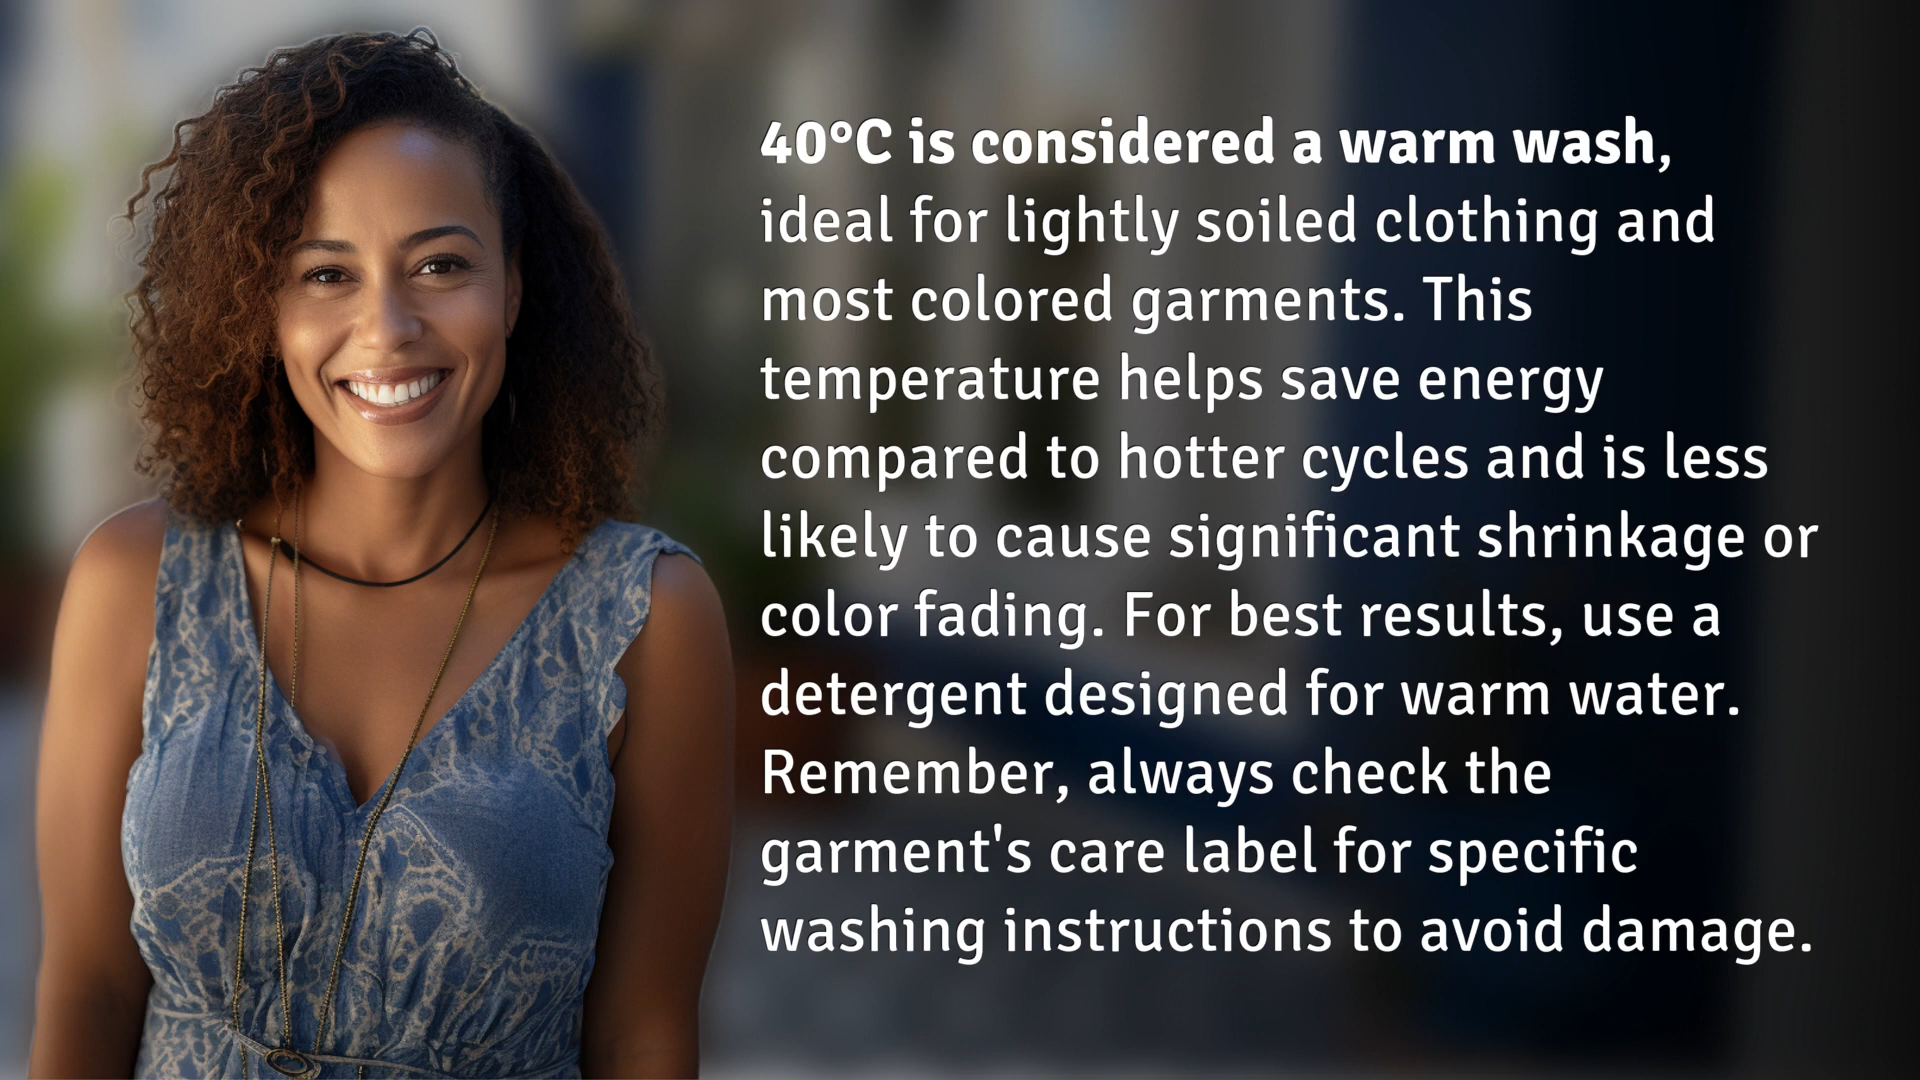 40°C is considered a warm wash,
ideal for lightly soiled clothing and
most colored garments. This
temperature helps save energy
compared to hotter cycles and is less
likely to cause significant shrinkage or
color fading. For best results, use a
detergent designed for warm water.
Remember, always check the
garment's care label for specific
washing instructions to avoid damage.